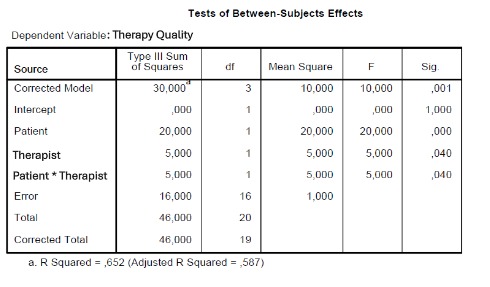 Tests of Between-Subjects Effects
Dependent Variable: Therapy Quality
Source Type III Sum of Squares df Mean Square F Sig.
Corrected Model 30,000a 3 10,000 10,000 ,001
Intercept ,000 1 ,000 ,000 1,000
Patient 20,000 1 20,000 20,000 ,000
Therapist 5,000 1 5,000 5,000 ,040
Patient * Therapist 5,000 1 5,000 5,000 ,040
Error 16,000 16 1,000
Total 46,000 20
Corrected Total 46,000 19
a. R Squared = ,652 (Adjusted R Squared = ,587)